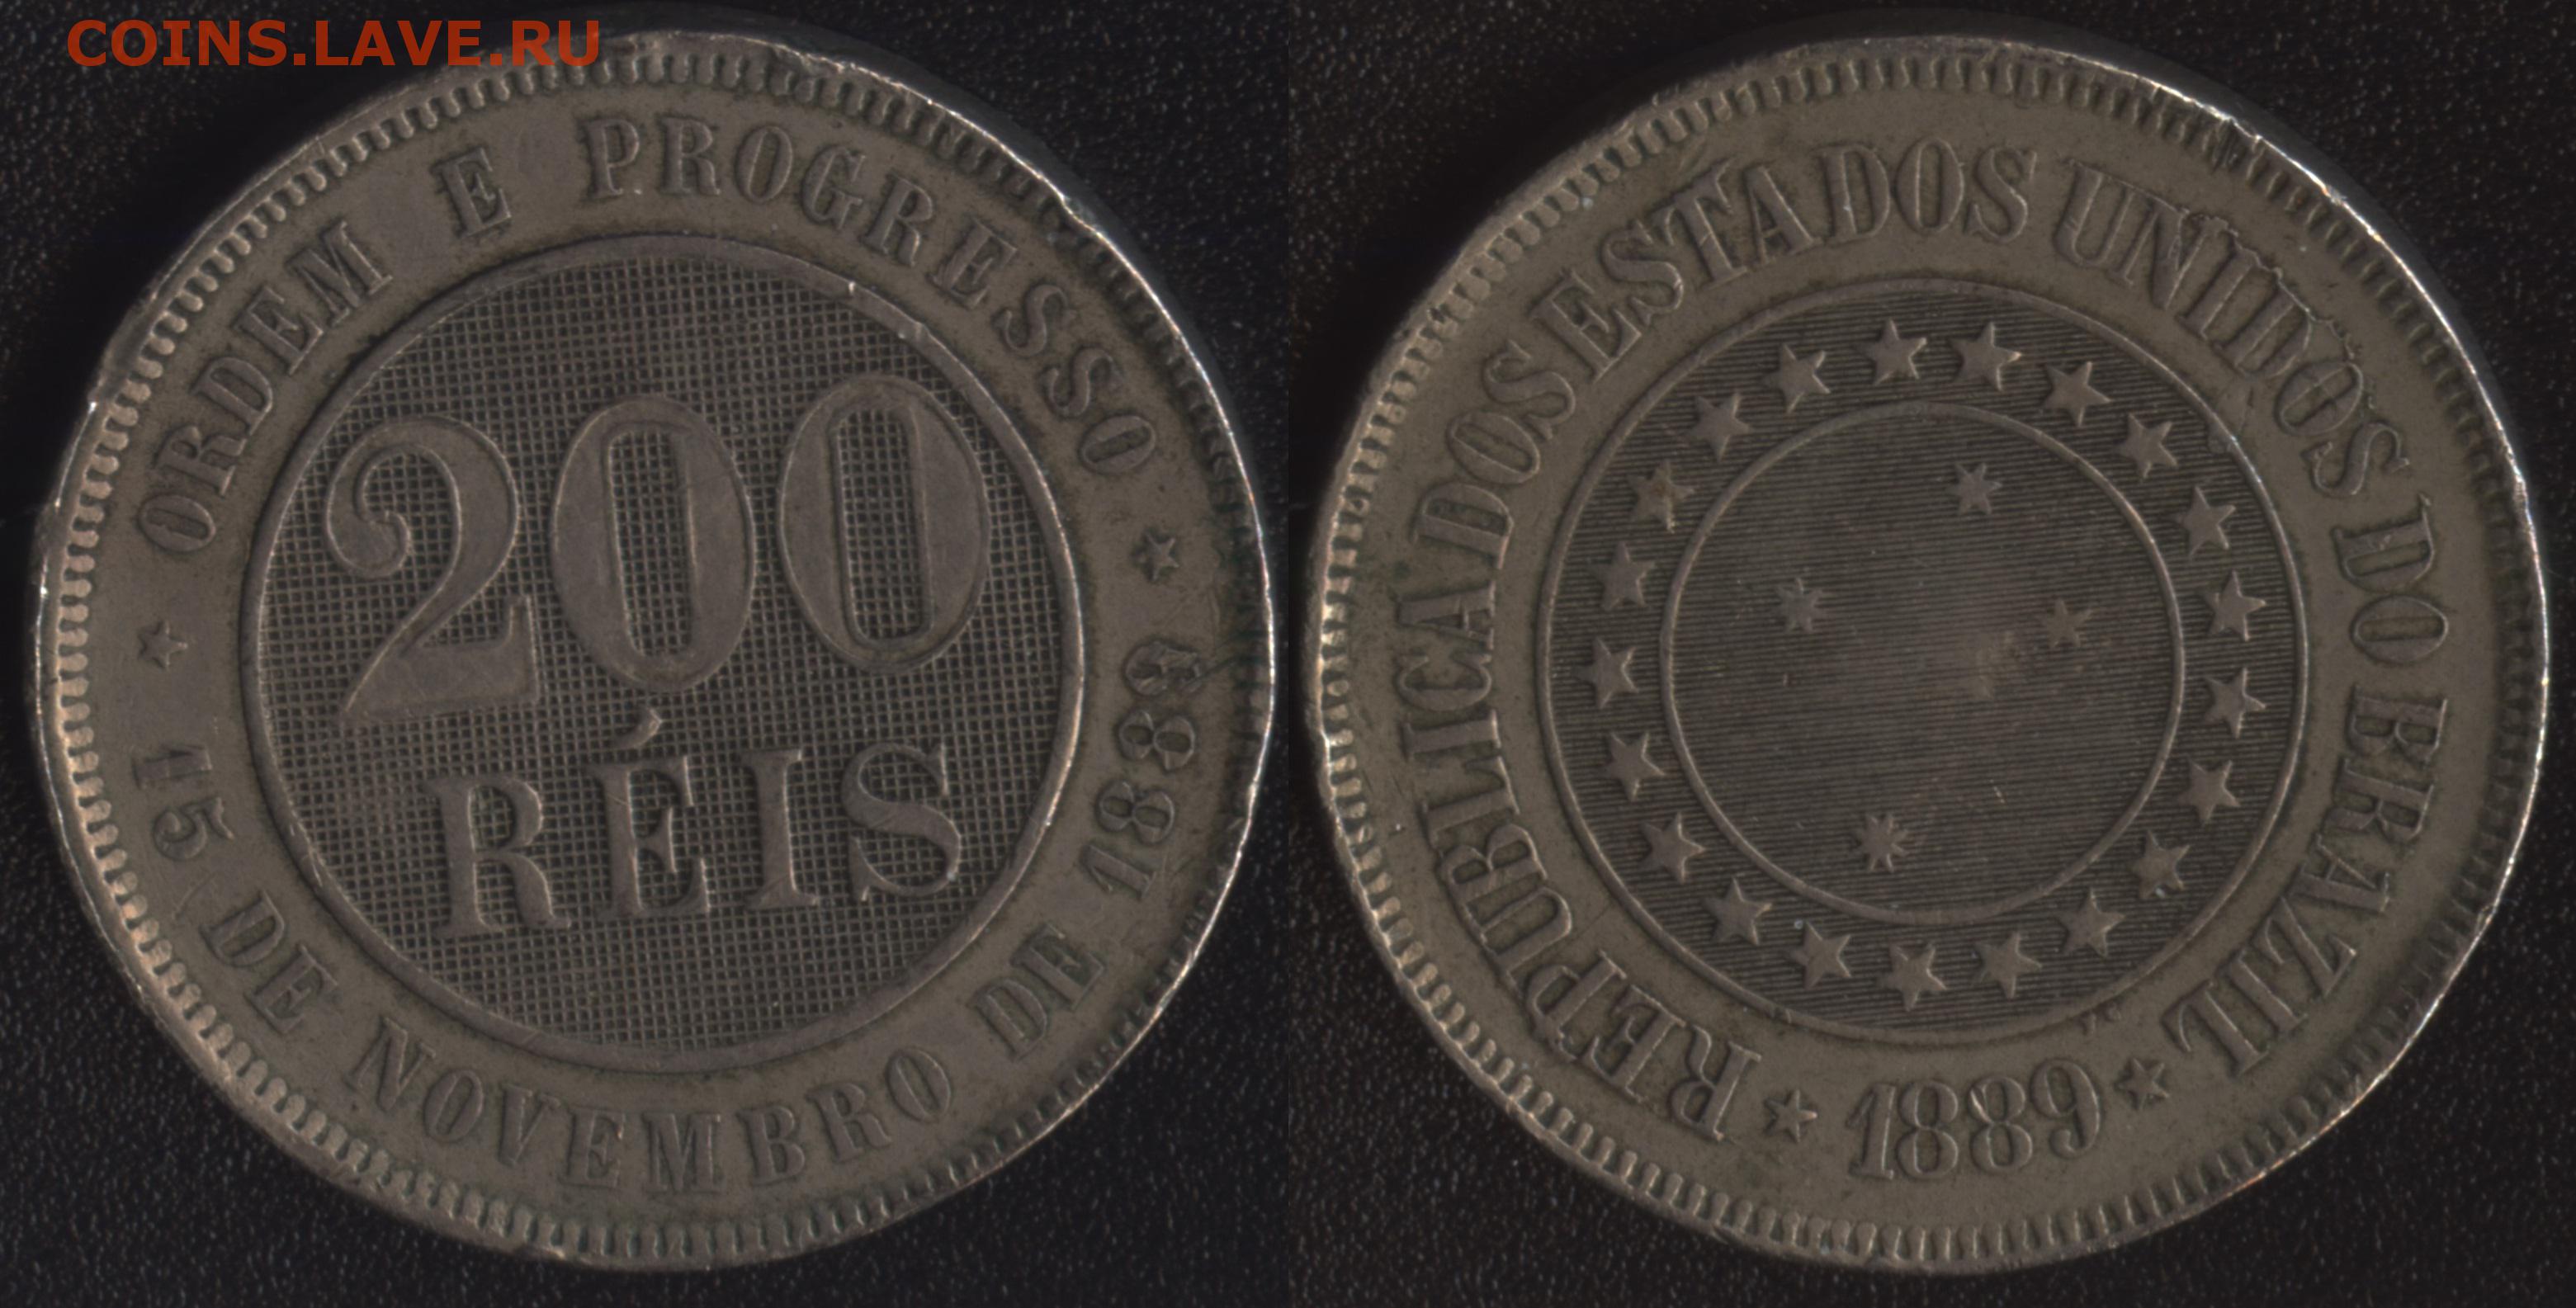 COINS.LAVE.RU
ORDEM E PROGRESSO
200
RÉIS
15 DE NOVEMBRO DE 1889
REPUBLICA DOS ESTADOS UNIDOS DO BRAZIL
1889